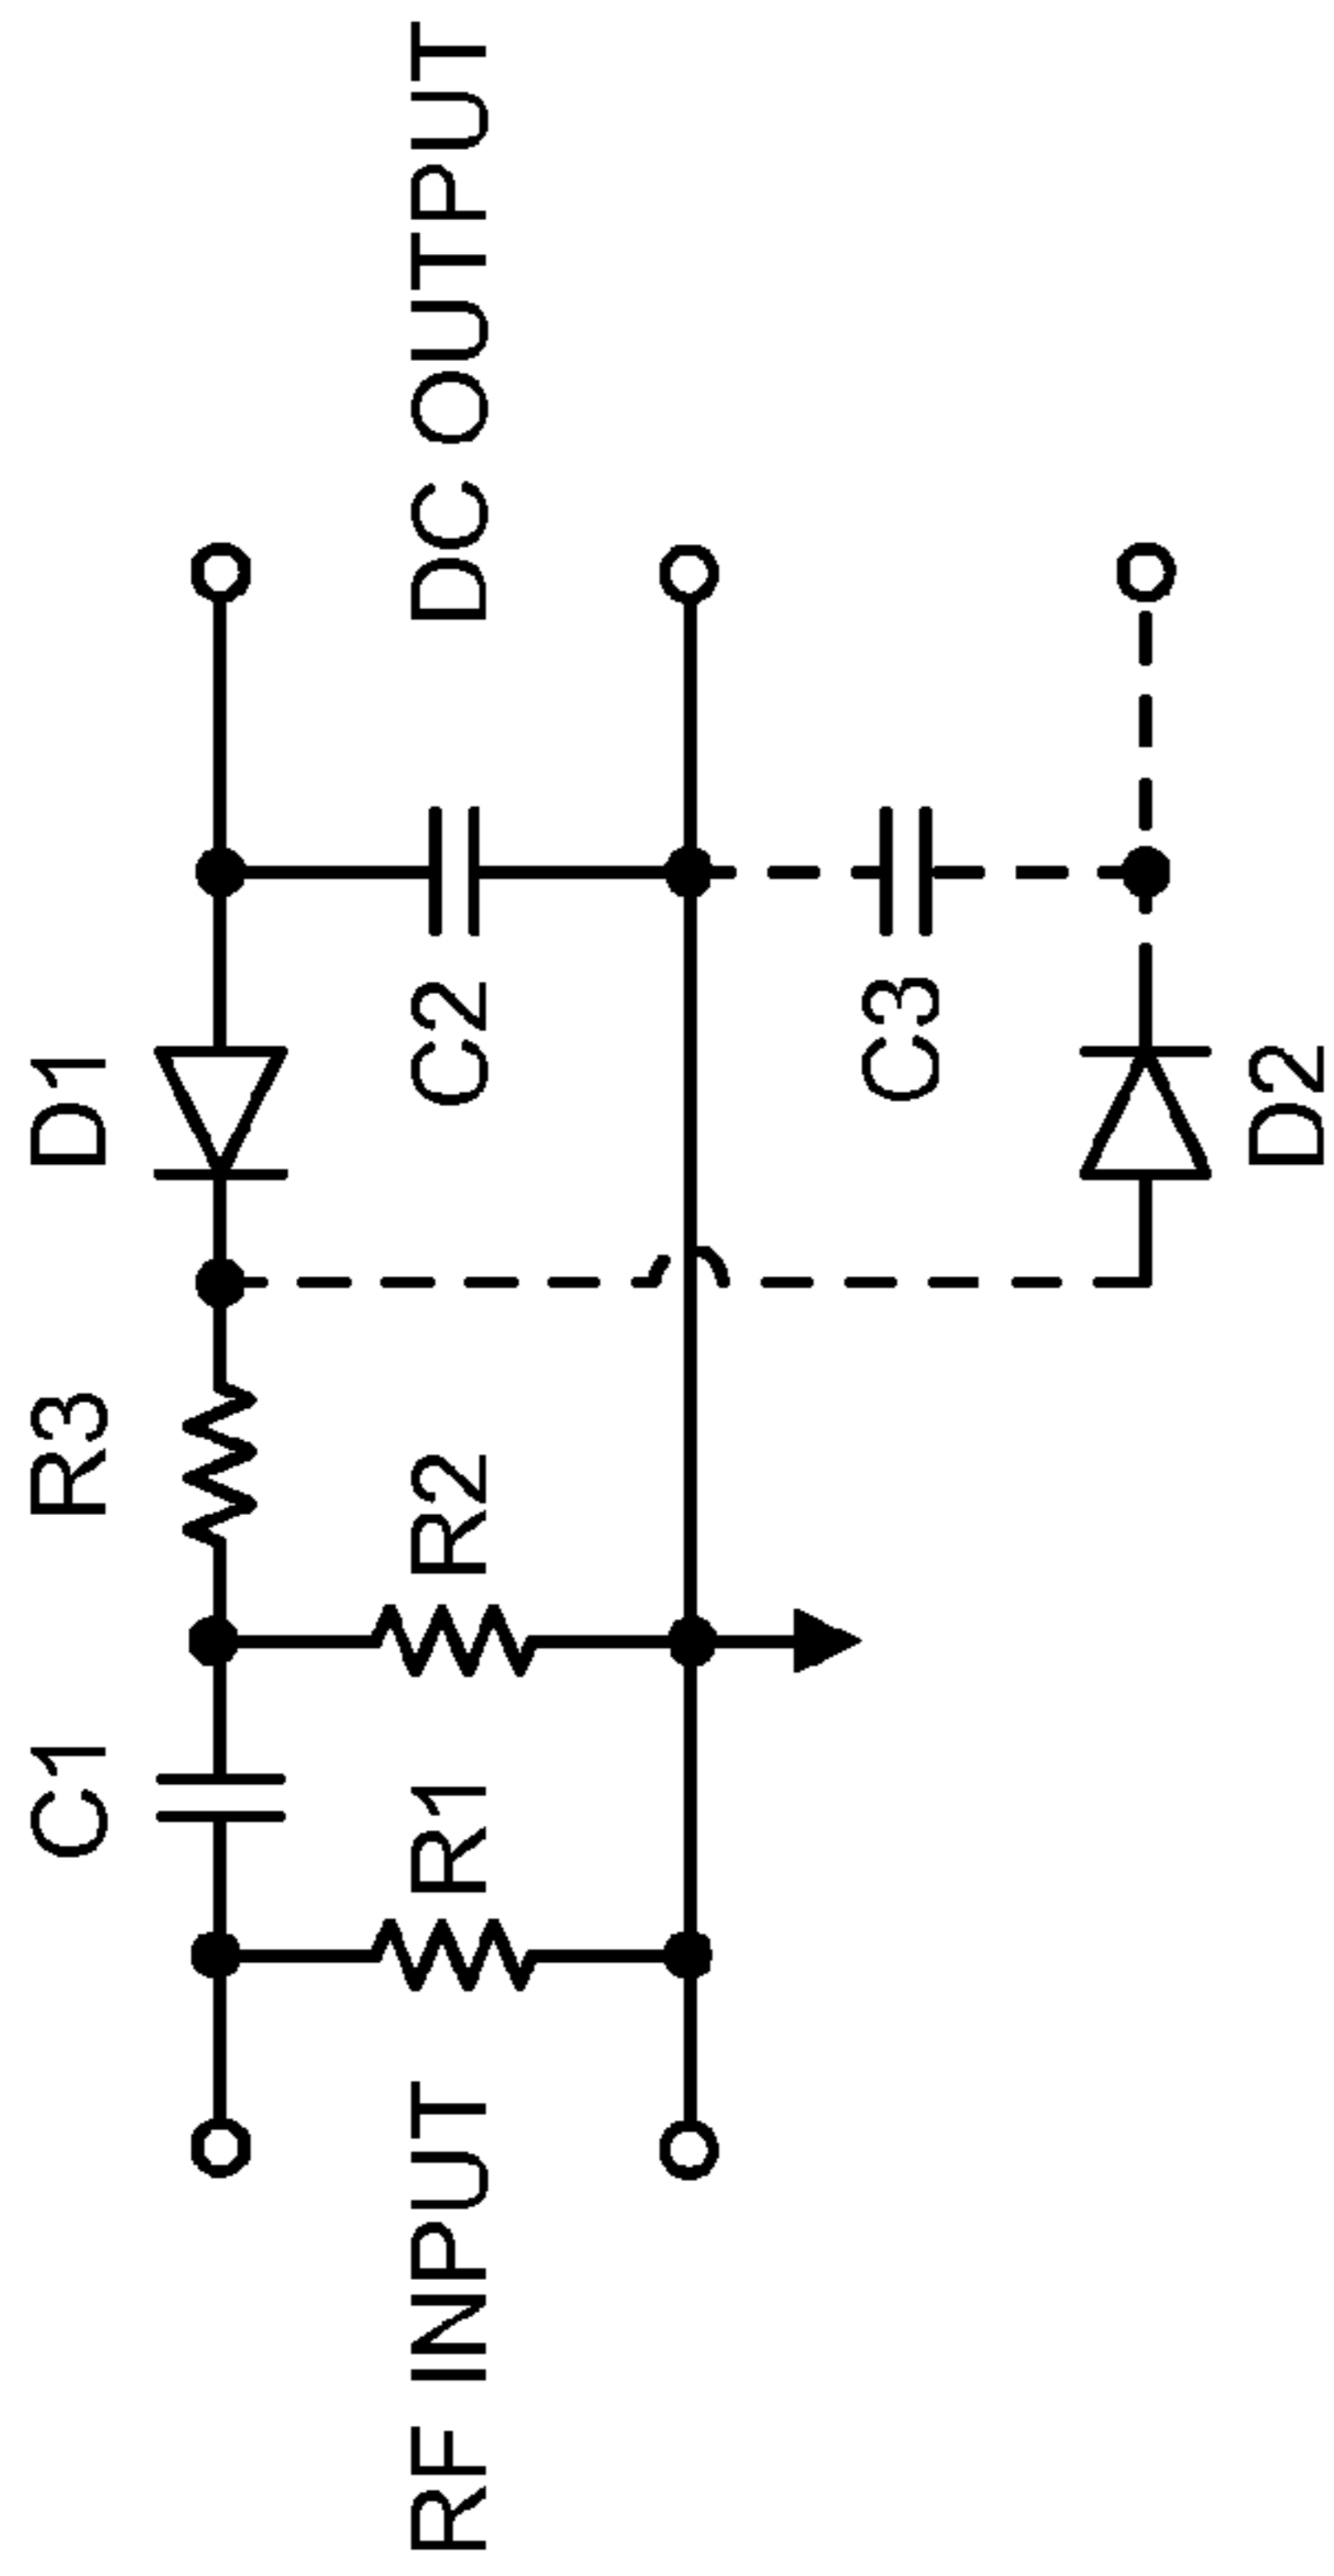 C1
R3
D1
RF INPUT
R1
R2
C2
DC OUTPUT
C3
D2